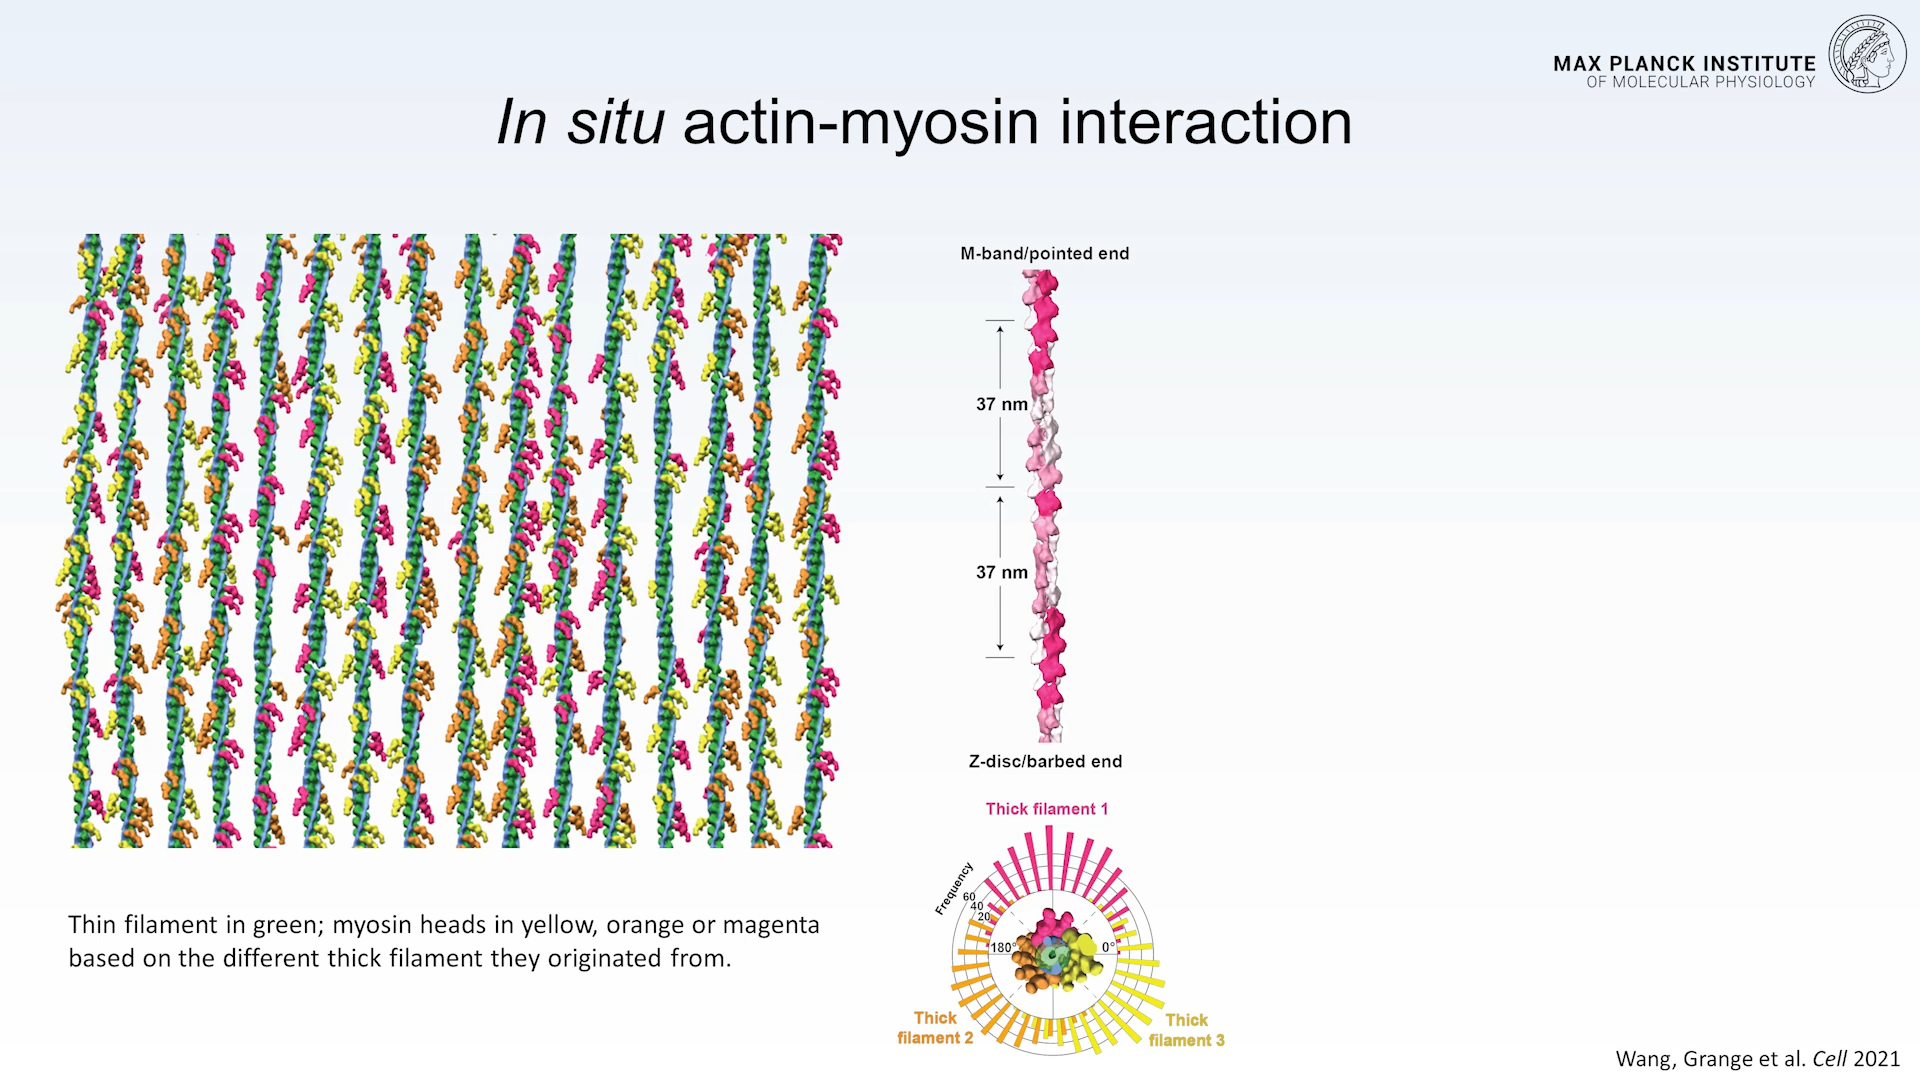 MAX PLANCK INSTITUTE
OF MOLECULAR PHYSIOLOGY
In situ actin-myosin interaction
M-band/pointed end
37 nm
37 nm
Z-disc/barbed end
Thick filament 1
Frequency
60
40
20
180°
0°
Thick
filament 2
Thick
filament 3
Thin filament in green; myosin heads in yellow, orange or magenta
based on the different thick filament they originated from.
Wang, Grange et al. Cell 2021